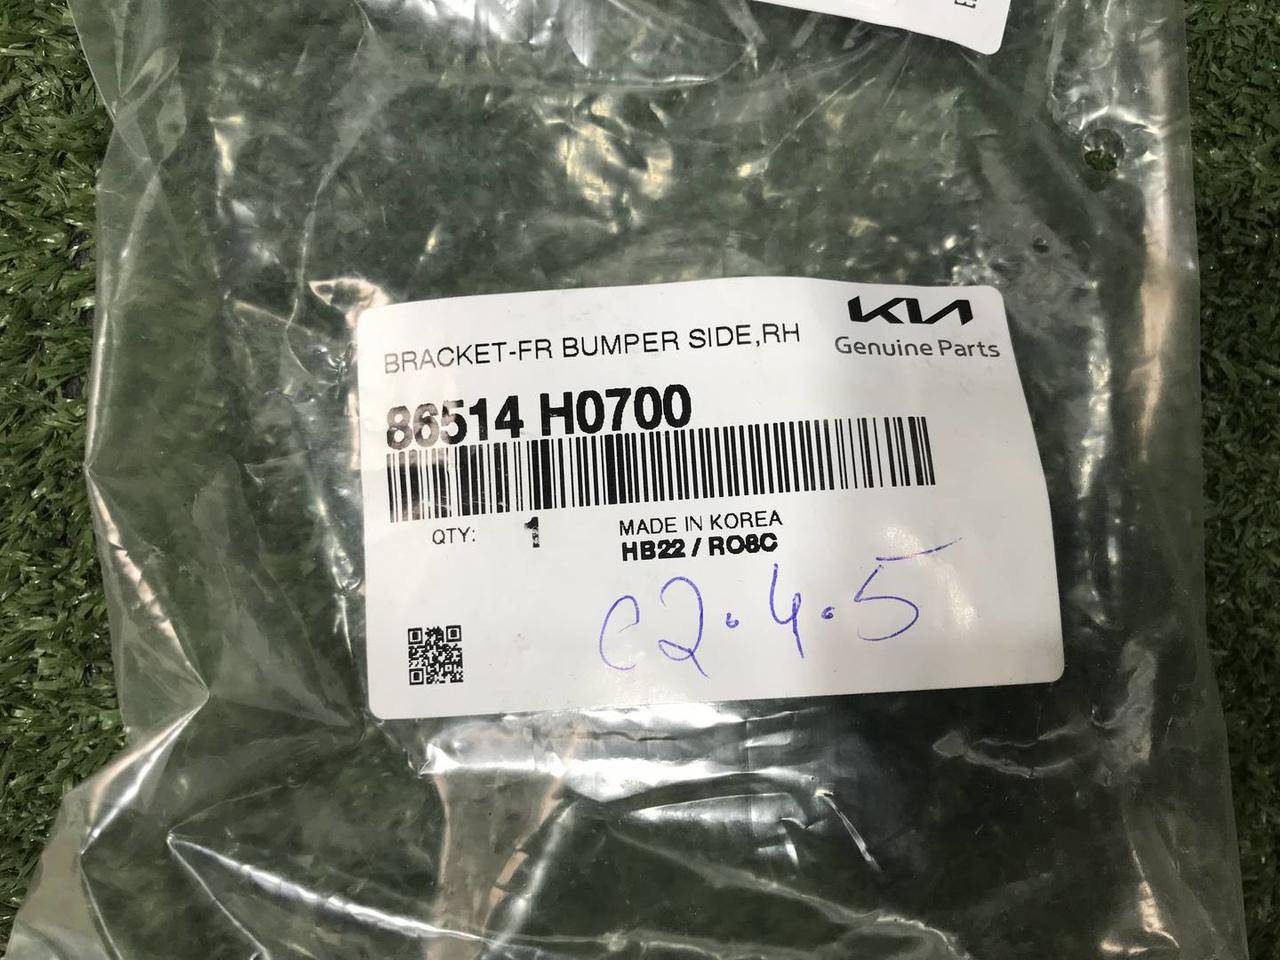 BRACKET-FR BUMPER SIDE,RH
KIA
Genuine Parts
86514 H0700
QTY: 1
MADE IN KOREA
HB22 / RO8C
C2.4.5